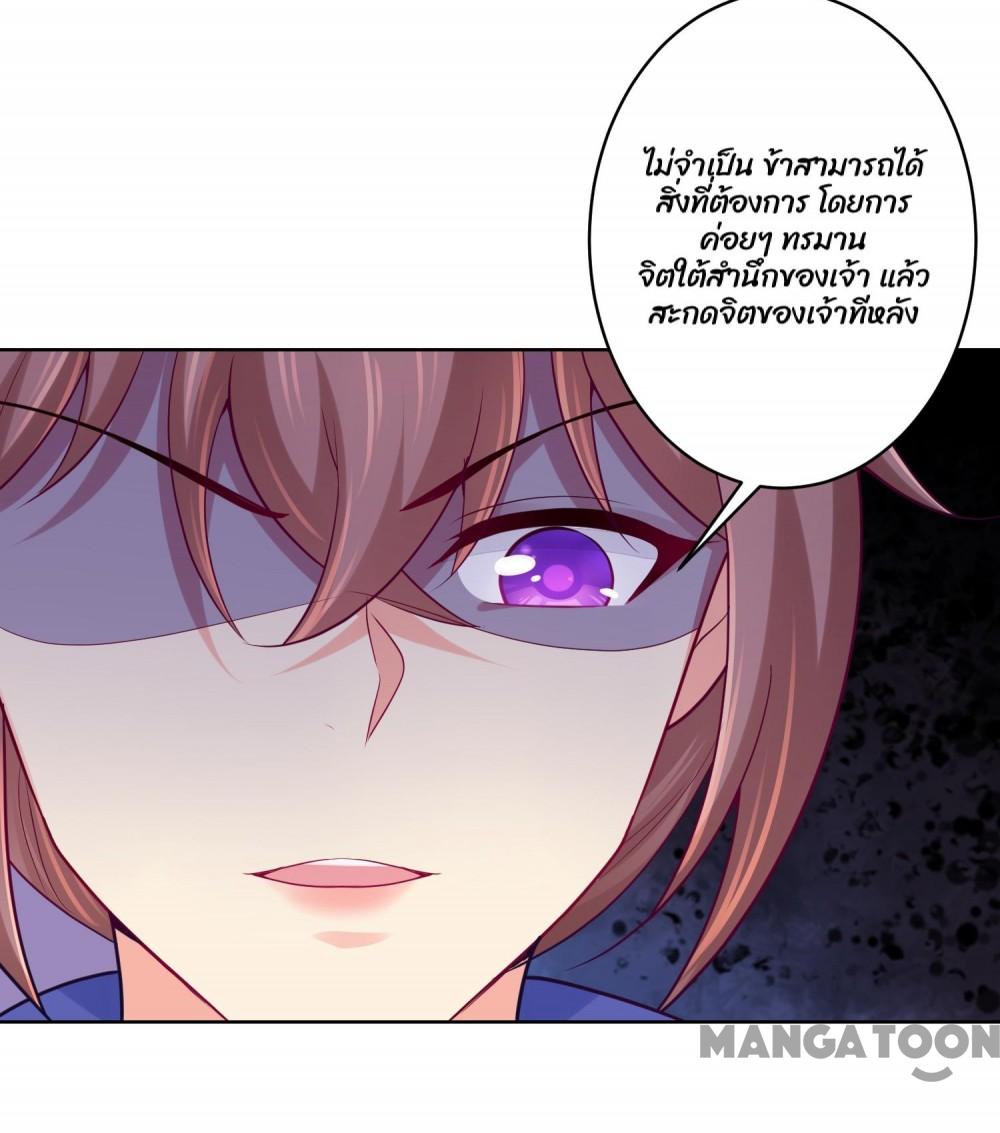 ไม่จำเป็น ข้าสามารถได้
สิ่งที่ต้องการ โดยการ
ค่อยๆ ทรมาน
จิตใต้สำนึกของเจ้า แล้ว
สะกดจิตของเจ้าทีหลัง
MANGATOON